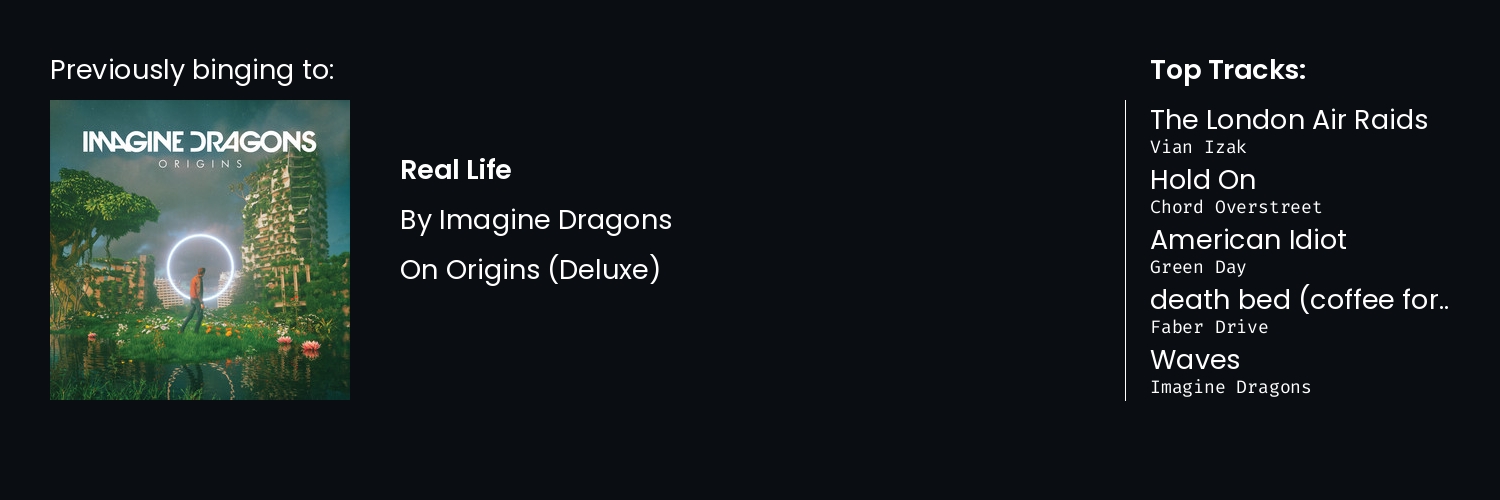 Previously binging to:
IMAGINE DRAGONS
ORIGINS
Real Life
By Imagine Dragons
On Origins (Deluxe)
Top Tracks:
The London Air Raids
Vian Izak
Hold On
Chord Overstreet
American Idiot
Green Day
death bed (coffee for..
Faber Drive
Waves
Imagine Dragons